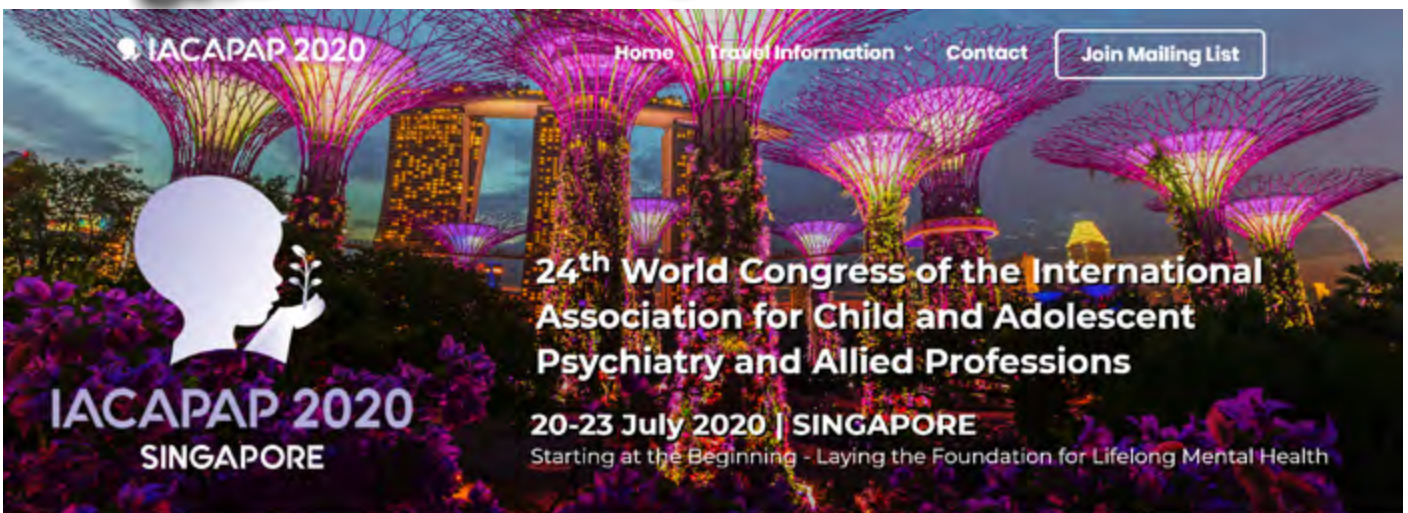 IACAPAP 2020
Home Travel Information Contact Join Mailing List
24th World Congress of the International
Association for Child and Adolescent
Psychiatry and Allied Professions
IACAPAP 2020
SINGAPORE
20-23 July 2020 | SINGAPORE
Starting at the Beginning - Laying the Foundation for Lifelong Mental Health